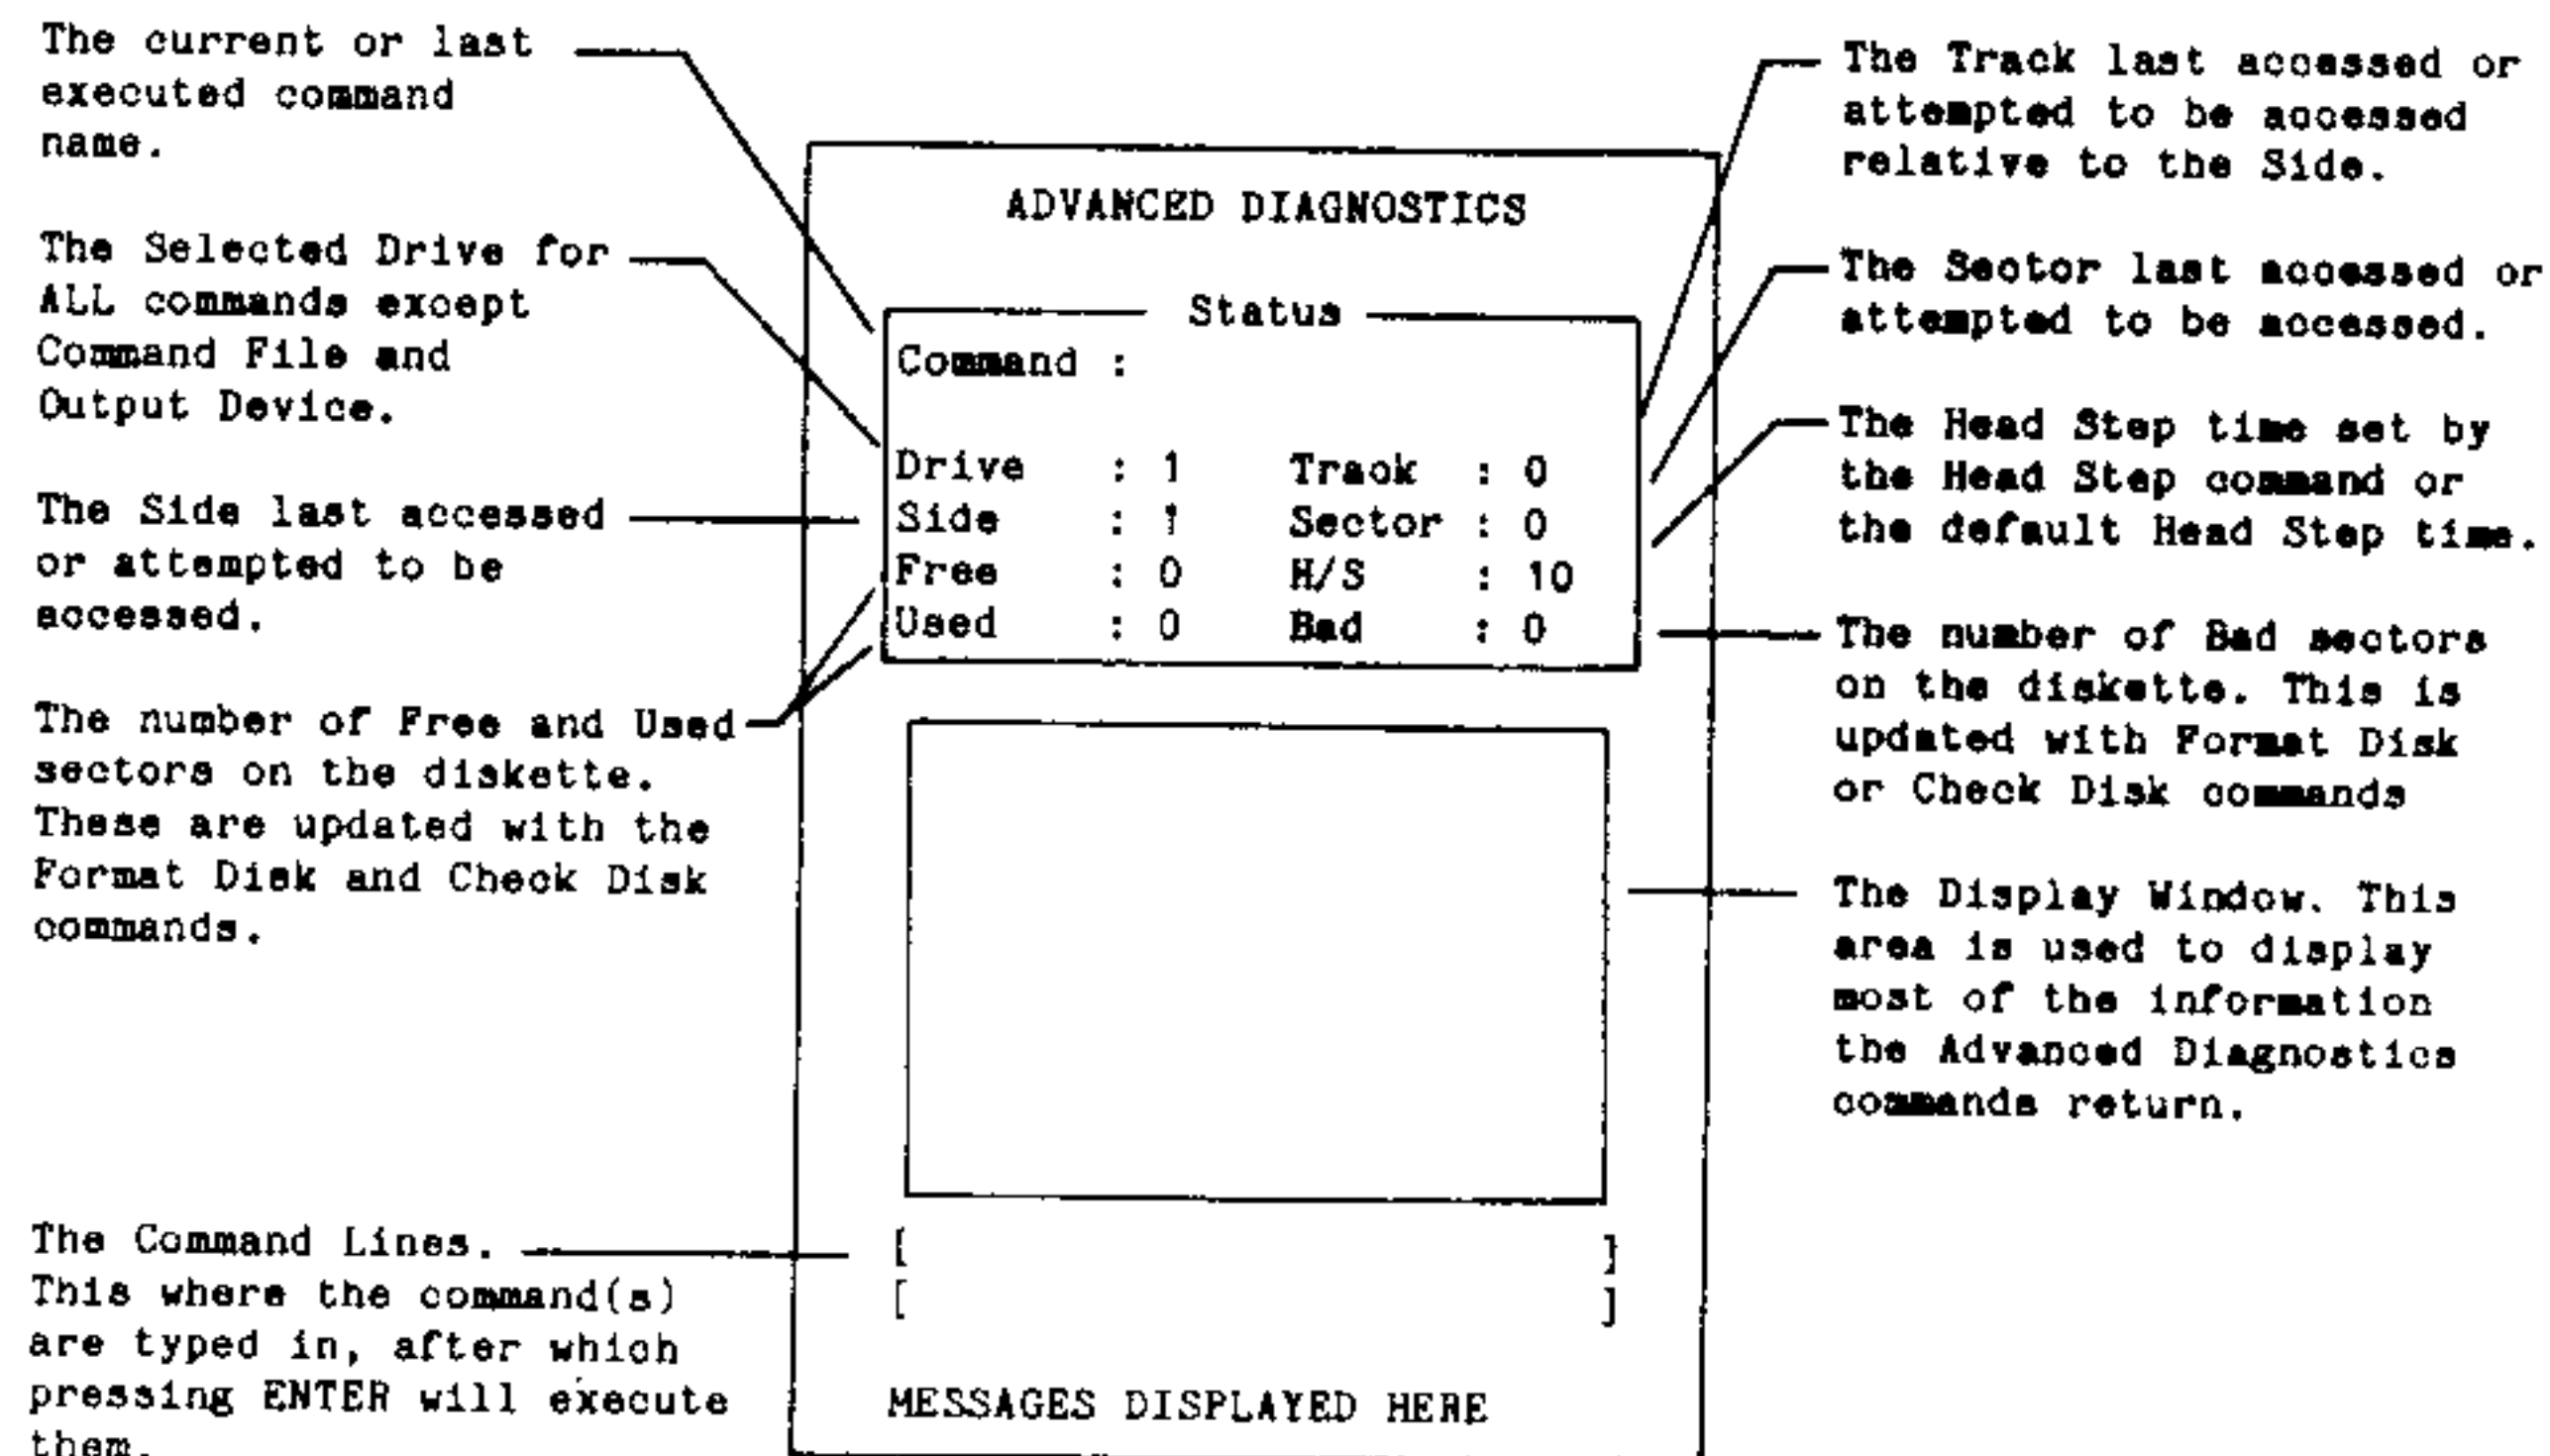 The current or last
executed command
name.
The Selected Drive for
ALL commands except
Command File and
Output Device.
The Side last accessed
or attempted to be
accessed.
The number of Free and Used
sectors on the diskette.
These are updated with the
Format Disk and Check Disk
commands.
The Command Lines.
This where the command(s)
are typed in, after which
pressing ENTER will execute
them.
ADVANCED DIAGNOSTICS
Status
Command :
Drive : 1 Track : 0
Side : 1 Sector : 0
Free : 0 H/S : 10
Used : 0 Bad : 0
[ ]
[ ]
MESSAGES DISPLAYED HERE
The Track last accessed or
attempted to be accessed
relative to the Side.
The Sector last accessed or
attempted to be accessed.
The Head Step time set by
the Head Step command or
the default Head Step time.
The number of Bad sectors
on the diskette. This is
updated with Format Disk
or Check Disk commands
The Display Window. This
area is used to display
most of the information
the Advanced Diagnostics
commands return.